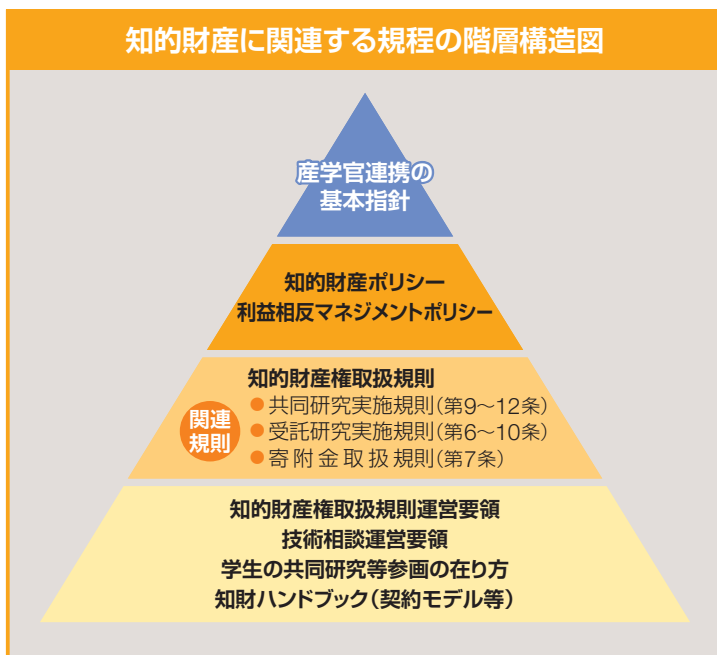 知的財産に関連する規程の階層構造図
産学官連携の
基本指針
知的財産ポリシー
利益相反マネジメントポリシー
知的財産権取扱規則
関連
規則
●共同研究実施規則(第9〜12条)
●受託研究実施規則(第6〜10条)
●寄附金取扱規則(第7条)
知的財産権取扱規則運営要領
技術相談運営要領
学生の共同研究等参画の在り方
知財ハンドブック(契約モデル等)